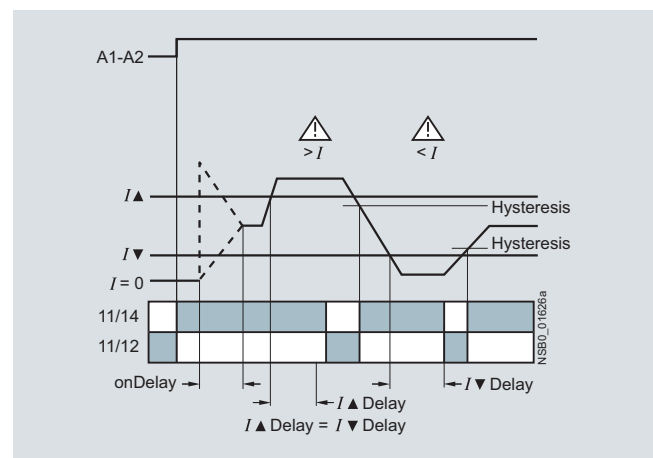 A1-A2
> I
< I
I ▲
Hysteresis
Hysteresis
I ▼
I = 0
11/14
11/12
NSB0_01626a
onDelay
I ▼ Delay
I ▲ Delay
I ▲ Delay = I ▼ Delay